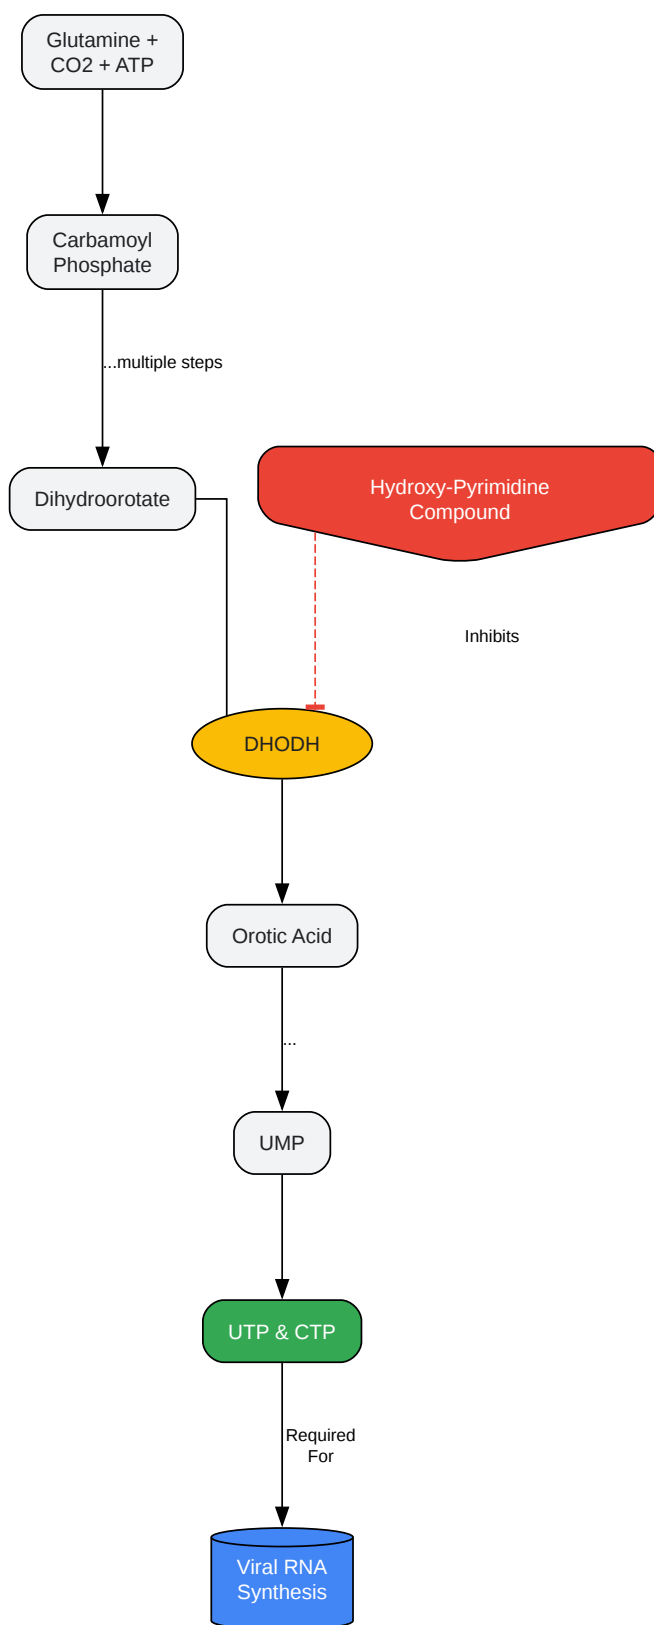 Glutamine +
CO2 + ATP
Carbamoyl
Phosphate
...multiple steps
Dihydroorotate
Hydroxy-Pyrimidine
Compound
Inhibits
DHODH
Orotic Acid
...
UMP
UTP & CTP
Required
For
Viral RNA
Synthesis